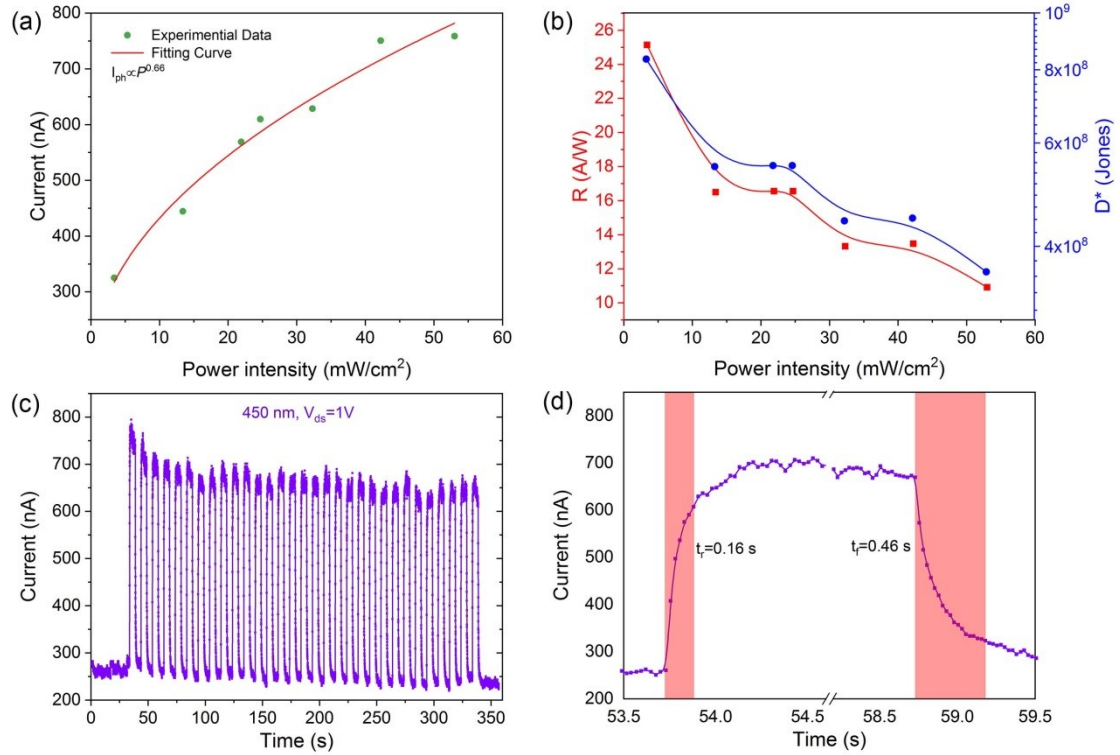 (a)
800
700
600
500
400
300
Current (nA)
Experimential Data
Fitting Curve
I_ph∝P^0.66
0 10 20 30 40 50 60
Power intensity (mW/cm²)
(b)
26
24
22
20
18
16
14
12
10
R (A/W)
10⁹
8x10⁸
6x10⁸
4x10⁸
D* (Jones)
0 10 20 30 40 50 60
Power intensity (mW/cm²)
(c)
800
700
600
500
400
300
200
Current (nA)
450 nm, V_ds=1V
0 50 100 150 200 250 300 350
Time (s)
(d)
800
700
600
500
400
300
200
Current (nA)
t_r=0.16 s
t_f=0.46 s
53.5 54.0 54.5 58.5 59.0 59.5
Time (s)